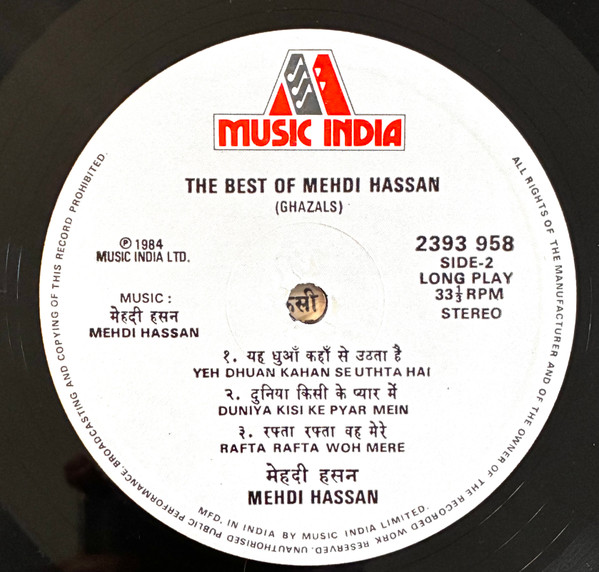 MUSIC INDIA
THE BEST OF MEHDI HASSAN
(GHAZALS)
℗ 1984
MUSIC INDIA LTD.
2393 958
SIDE-2
LONG PLAY
33⅓ RPM
STEREO
MUSIC :
मेहदी हसन
MEHDI HASSAN
१. यह धुआँ कहाँ से उठता है
YEH DHUAN KAHAN SE UTHTA HAI
२. दुनिया किसी के प्यार में
DUNIYA KISI KE PYAR MEIN
३. रफ्ता रफ्ता वह मेरे
RAFTA RAFTA WOH MERE
मेहदी हसन
MEHDI HASSAN
MFD. IN INDIA BY MUSIC INDIA LIMITED.
ALL RIGHTS OF THE MANUFACTURER AND OF THE OWNER OF THE RECORDED WORK RESERVED. UNAUTHORISED PUBLIC PERFORMANCE, BROADCASTING AND COPYING OF THIS RECORD PROHIBITED.